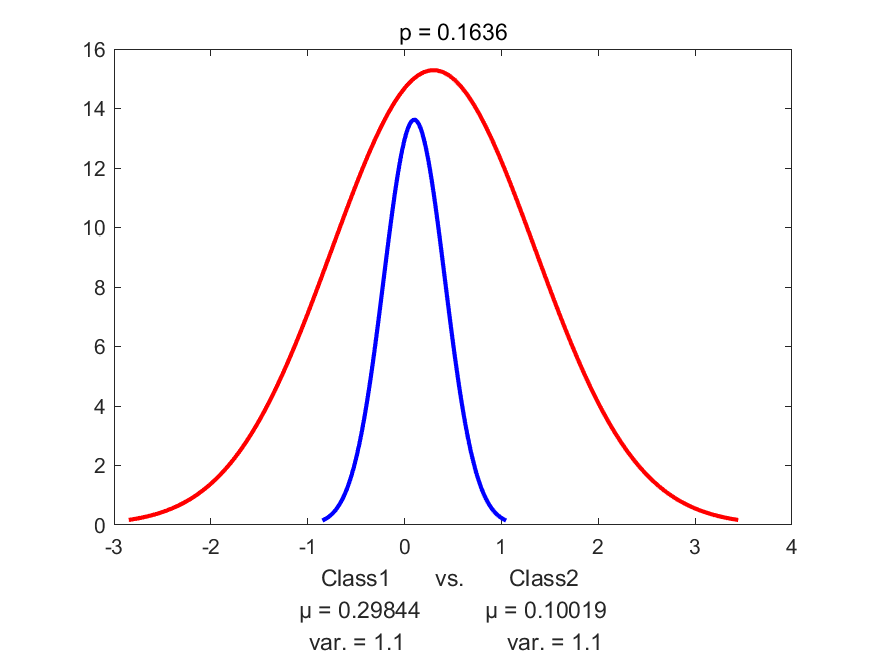 p = 0.1636
16
14
12
10
8
6
4
2
0
-3 -2 -1 0 1 2 3 4
Class1 vs. Class2
μ = 0.29844 μ = 0.10019
var. = 1.1 var. = 1.1